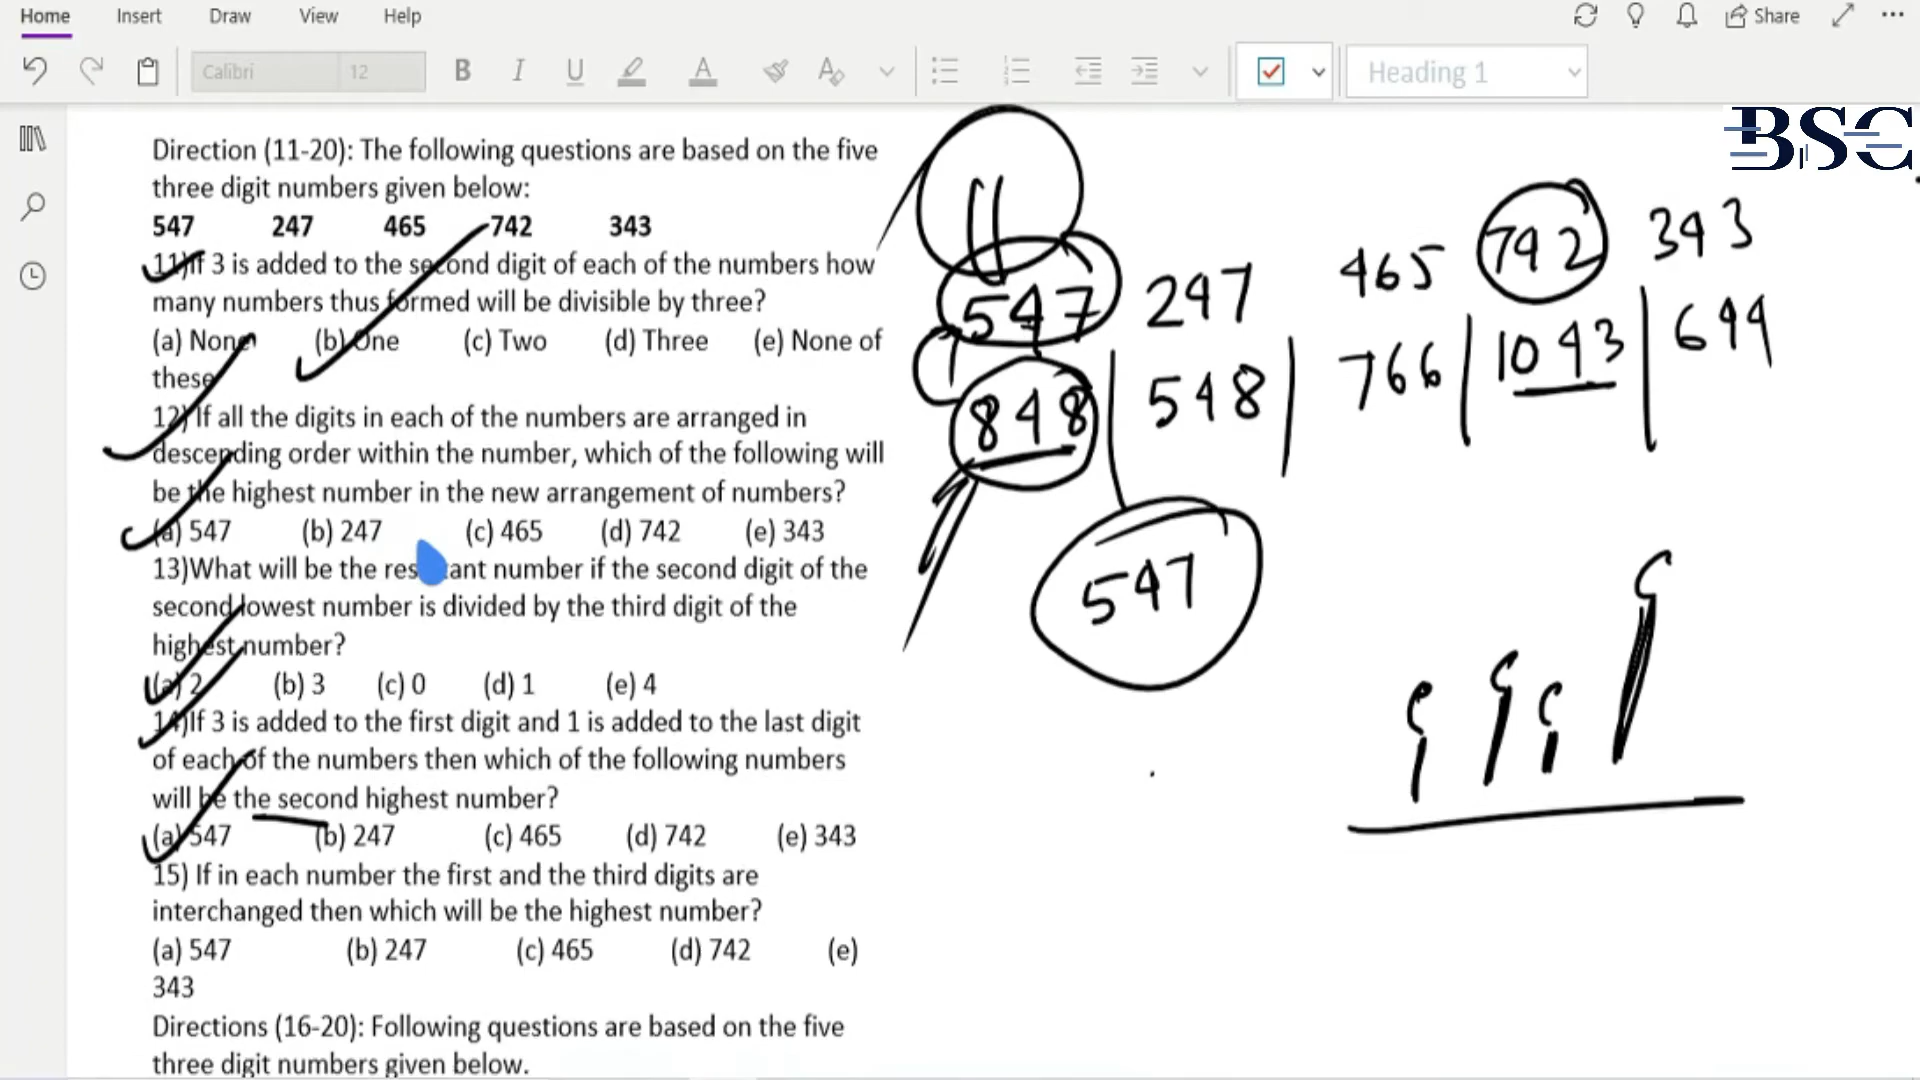 Home Insert Draw View Help Share
Calibri 12 B I U A A Heading 1
BSC
Direction (11-20): The following questions are based on the five
three digit numbers given below:
547 247 465 742 343
11)If 3 is added to the second digit of each of the numbers how
many numbers thus formed will be divisible by three?
(a) None (b) One (c) Two (d) Three (e) None of
these
12) If all the digits in each of the numbers are arranged in
descending order within the number, which of the following will
be the highest number in the new arrangement of numbers?
(a) 547 (b) 247 (c) 465 (d) 742 (e) 343
13)What will be the resultant number if the second digit of the
second lowest number is divided by the third digit of the
highest number?
(a) 2 (b) 3 (c) 0 (d) 1 (e) 4
14)If 3 is added to the first digit and 1 is added to the last digit
of each of the numbers then which of the following numbers
will be the second highest number?
(a) 547 (b) 247 (c) 465 (d) 742 (e) 343
15) If in each number the first and the third digits are
interchanged then which will be the highest number?
(a) 547 (b) 247 (c) 465 (d) 742 (e)
343
Directions (16-20): Following questions are based on the five
three digit numbers given below.
547 247 465 742 343
848 548 766 1043 644
547